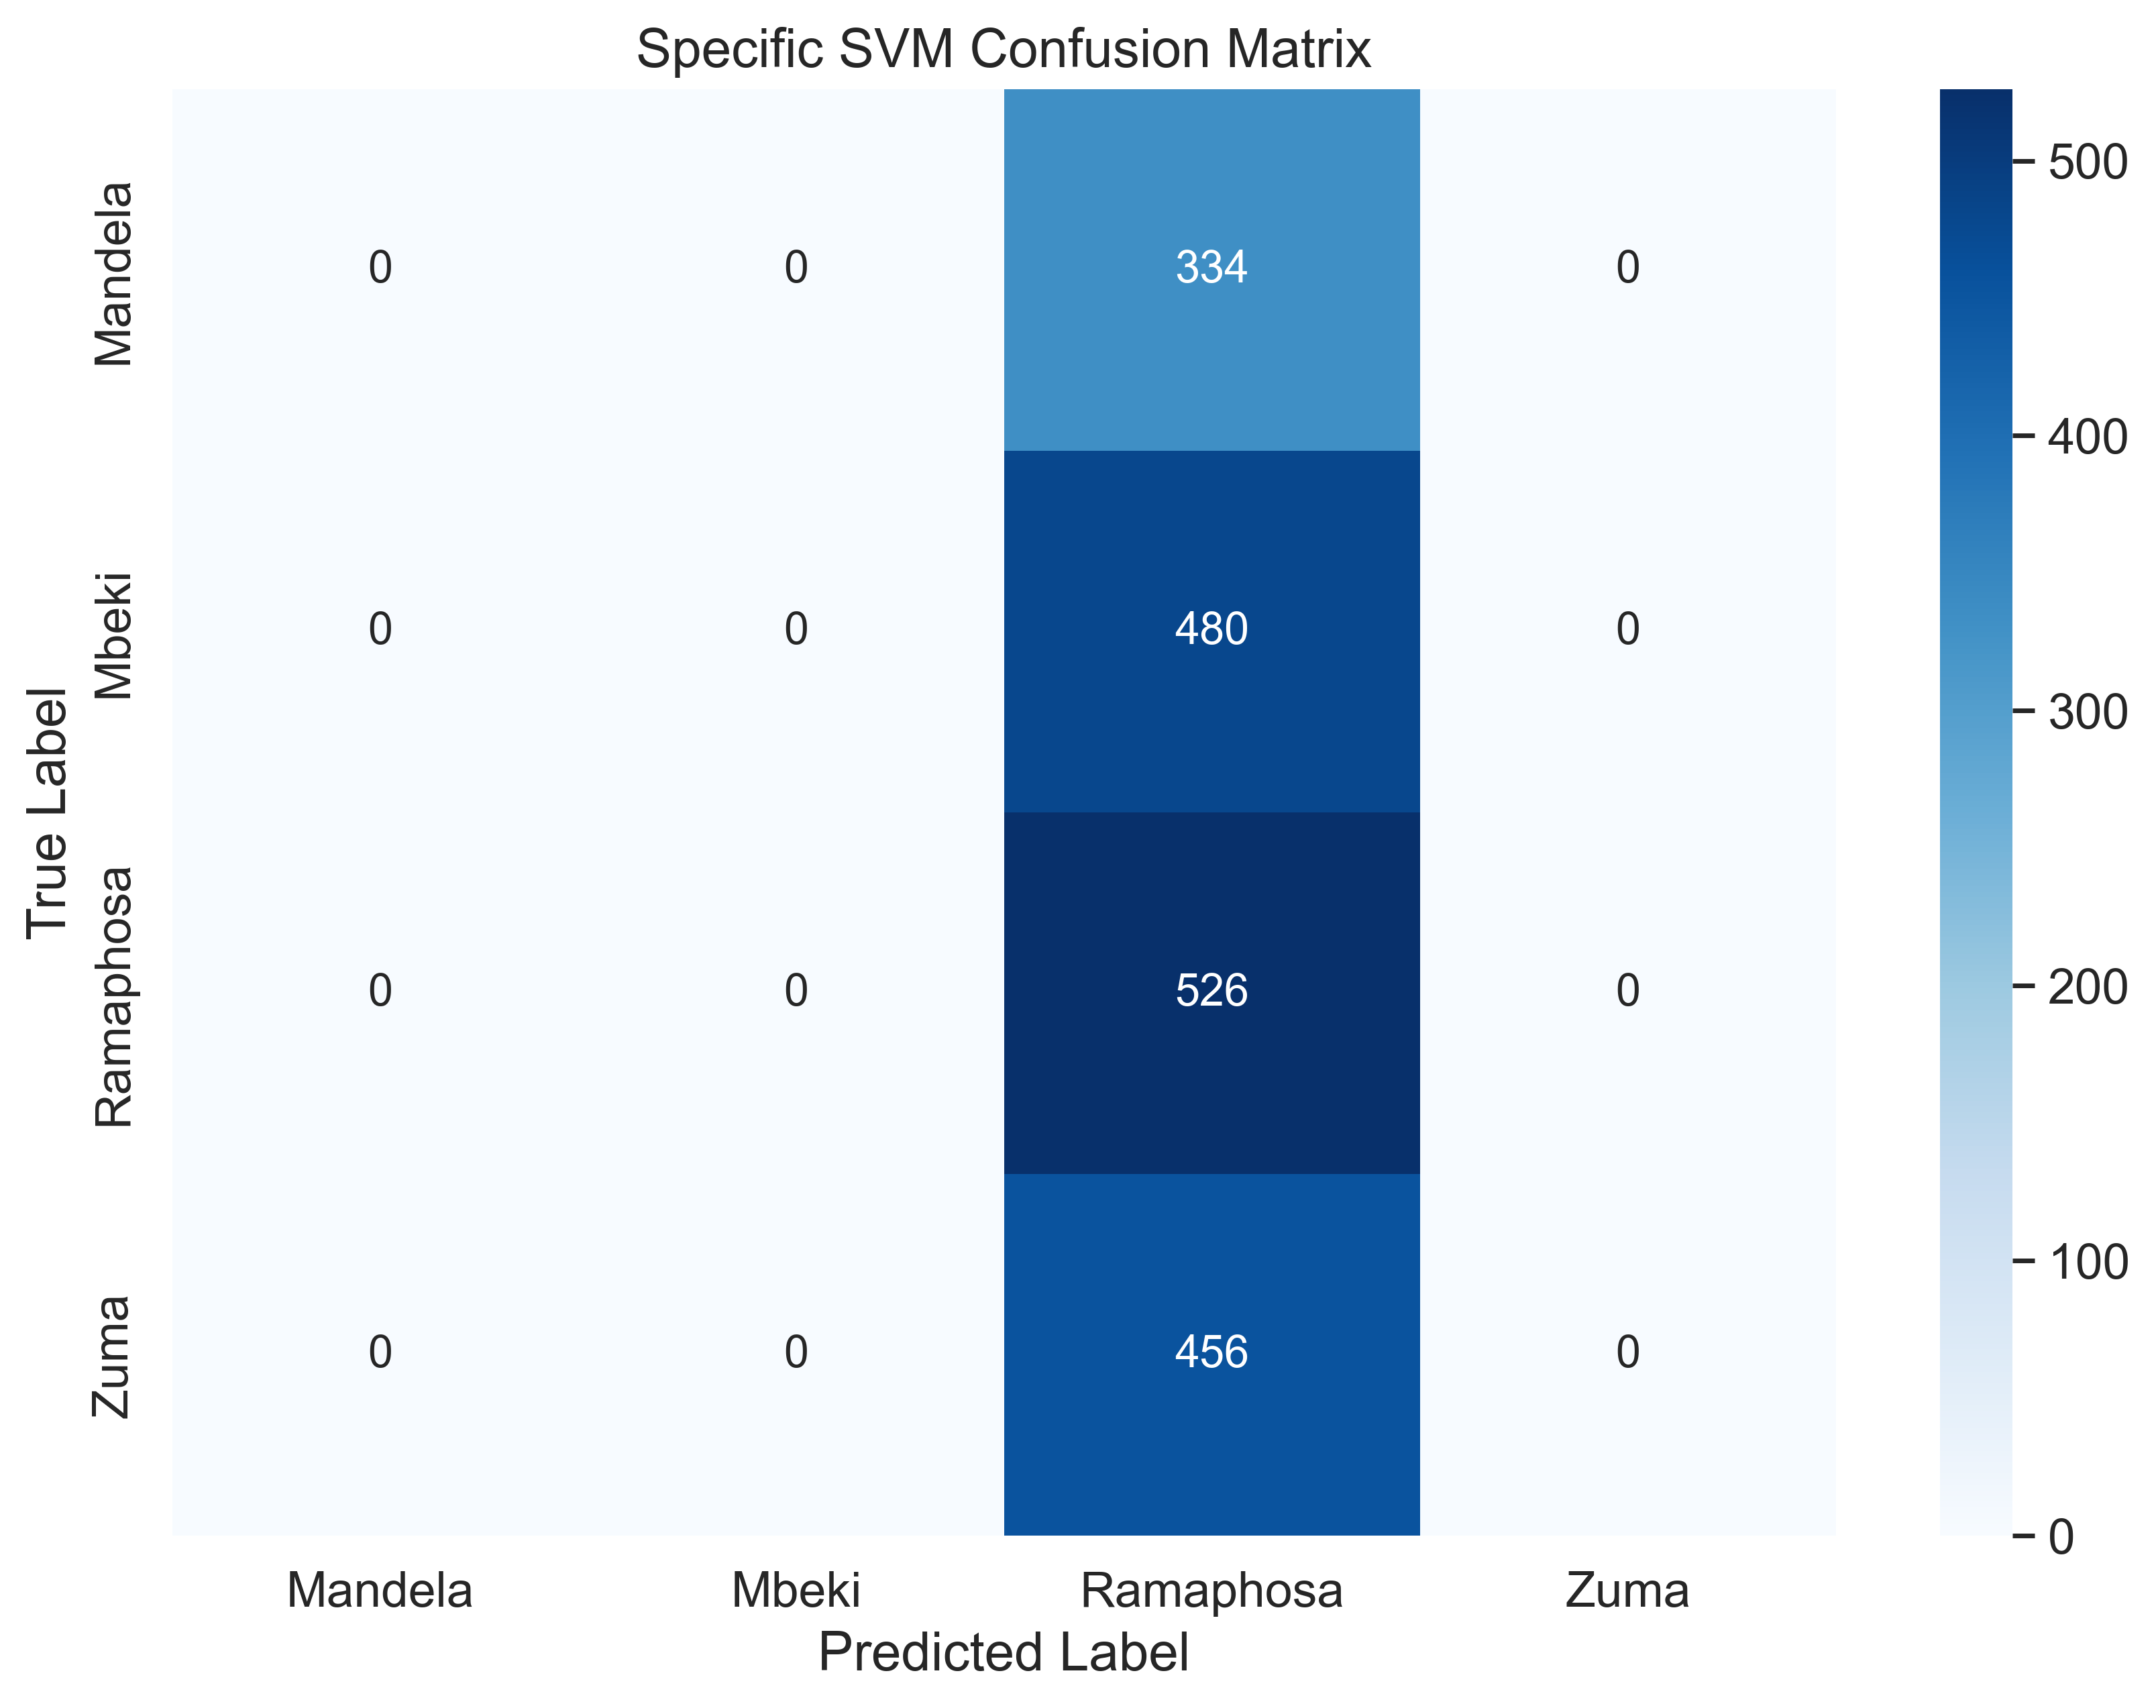 Specific SVM Confusion Matrix
True Label
Mandela
0 0 334 0
Mbeki
0 0 480 0
Ramaphosa
0 0 526 0
Zuma
0 0 456 0
Mandela Mbeki Ramaphosa Zuma
Predicted Label
500
400
300
200
100
0